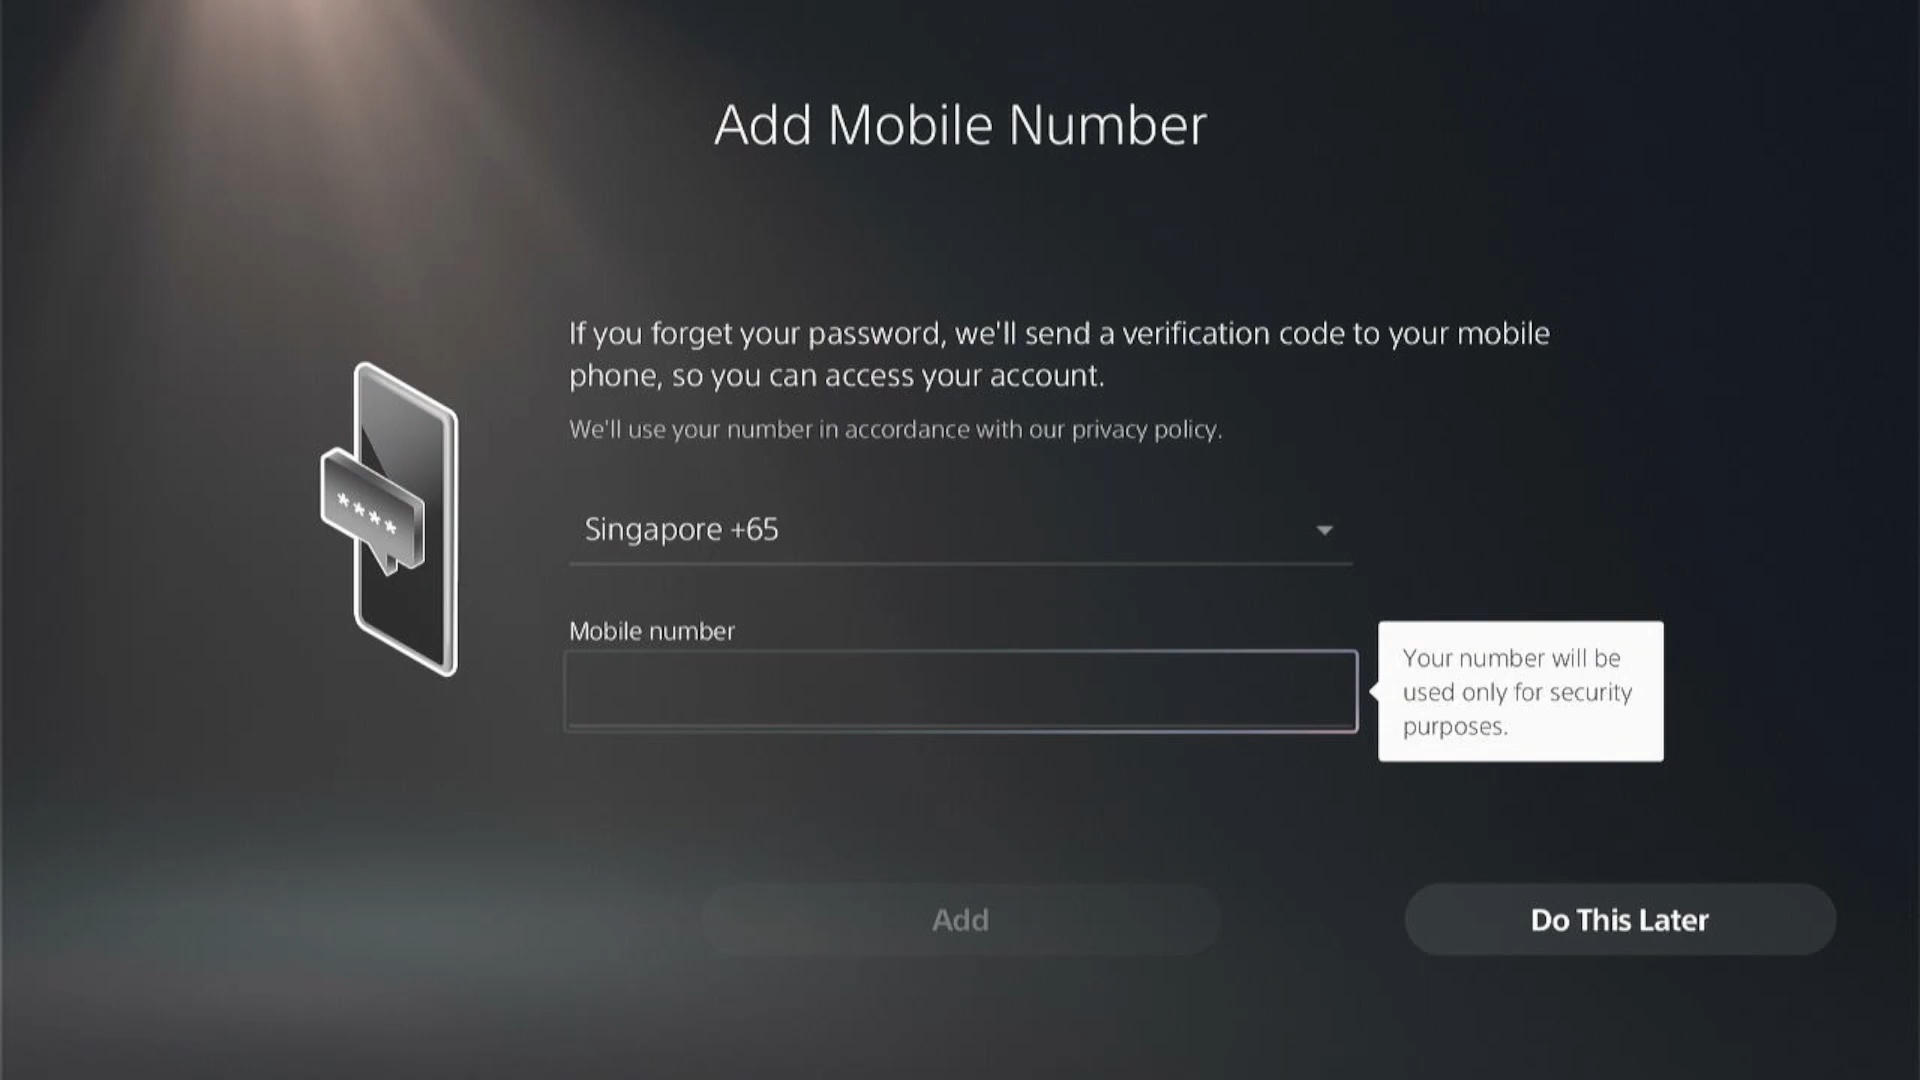 Add Mobile Number
If you forget your password, we'll send a verification code to your mobile
phone, so you can access your account.
We'll use your number in accordance with our privacy policy.
Singapore +65
Mobile number
Your number will be
used only for security
purposes.
****
Add
Do This Later